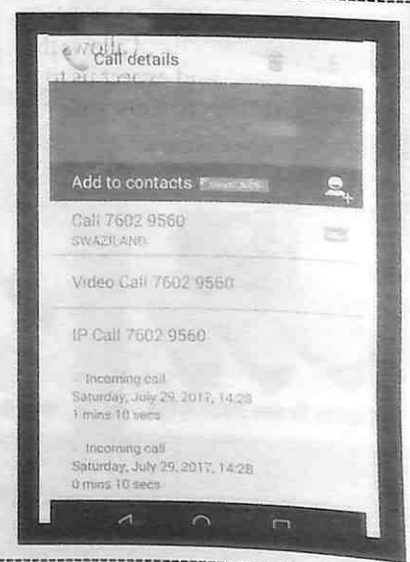 Call details
Add to contacts
Call 7602 9560
SWAZILAND
Video Call 7602 9560
IP Call 7602 9560
Incoming call
Saturday, July 29, 2017, 14:28
1 mins 10 secs
Incoming call
Saturday, July 29, 2017, 14:28
0 mins 10 secs